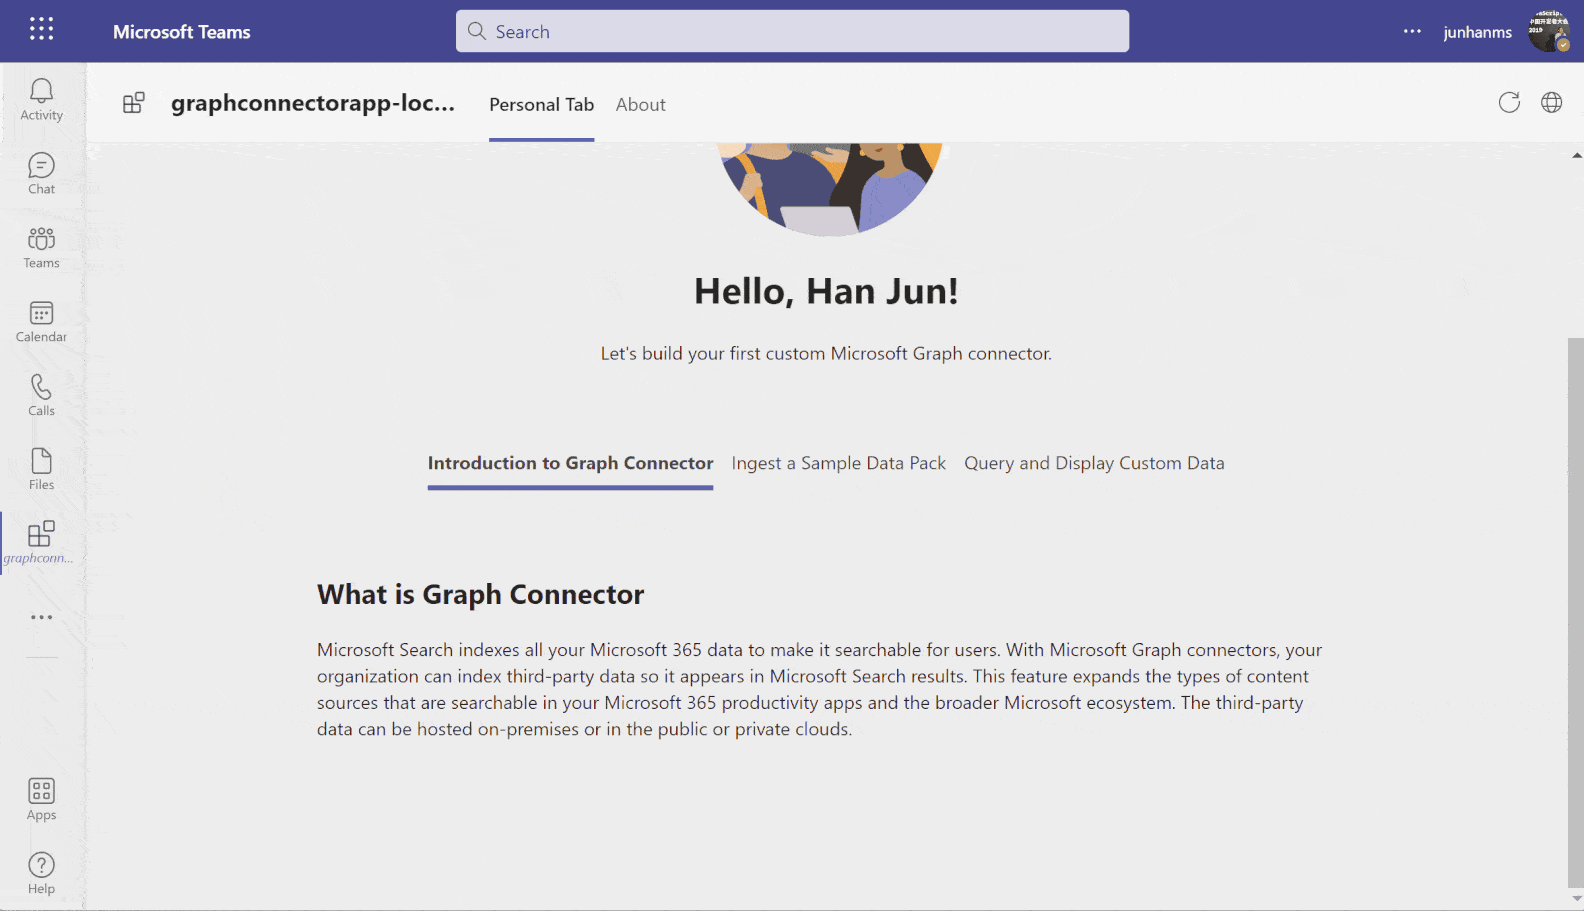 Microsoft Teams
Search
junhanms
Activity
Chat
Teams
Calendar
Calls
Files
graphconn...
Apps
Help
graphconnectorapp-loc...
Personal Tab
About
Hello, Han Jun!
Let's build your first custom Microsoft Graph connector.
Introduction to Graph Connector
Ingest a Sample Data Pack
Query and Display Custom Data
What is Graph Connector
Microsoft Search indexes all your Microsoft 365 data to make it searchable for users. With Microsoft Graph connectors, your
organization can index third-party data so it appears in Microsoft Search results. This feature expands the types of content
sources that are searchable in your Microsoft 365 productivity apps and the broader Microsoft ecosystem. The third-party
data can be hosted on-premises or in the public or private clouds.